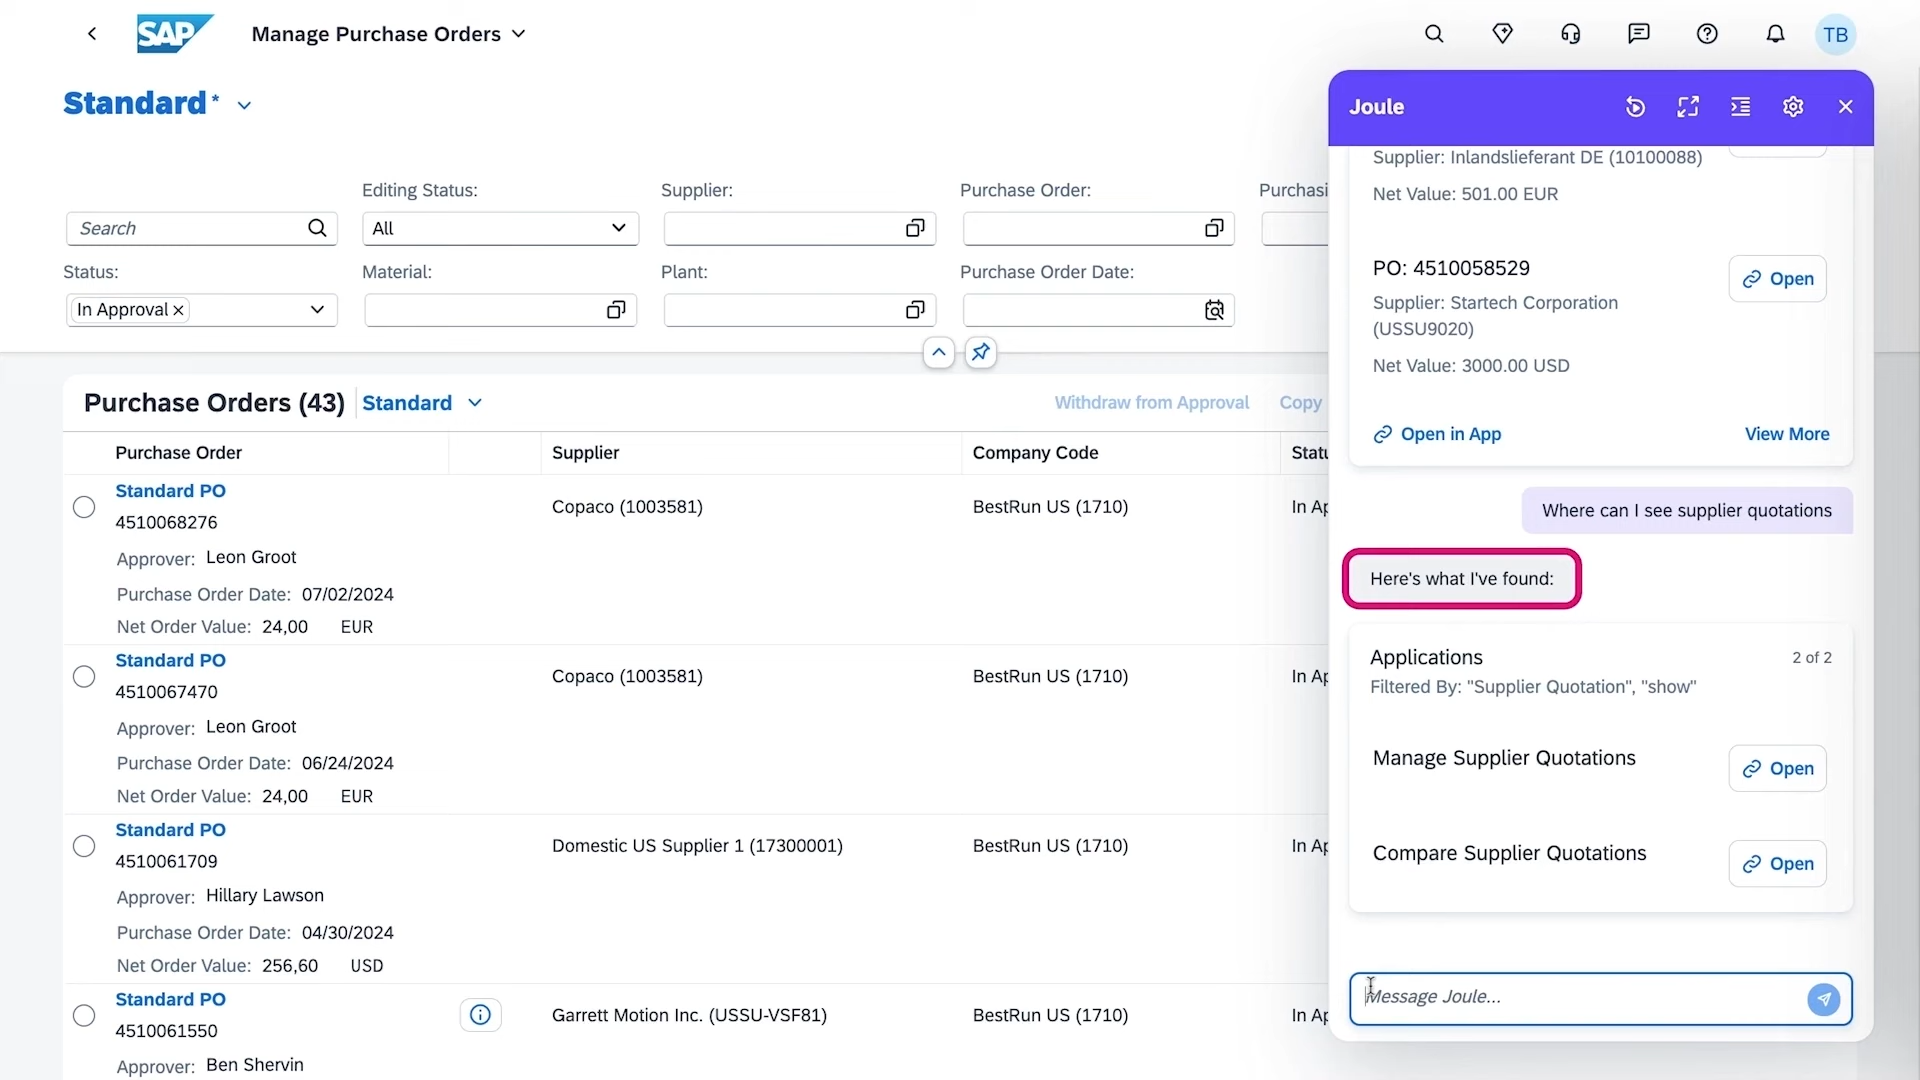 SAP
Manage Purchase Orders
TB
Standard *
Editing Status:
Supplier:
Purchase Order:
Purchasi
Search
All
Status:
Material:
Plant:
Purchase Order Date:
In Approval
Purchase Orders (43) Standard
Withdraw from Approval
Copy
Purchase Order
Supplier
Company Code
Statu
Standard PO
4510068276
Copaco (1003581)
BestRun US (1710)
In Ap
Approver: Leon Groot
Purchase Order Date: 07/02/2024
Net Order Value: 24,00 EUR
Standard PO
4510067470
Copaco (1003581)
BestRun US (1710)
In Ap
Approver: Leon Groot
Purchase Order Date: 06/24/2024
Net Order Value: 24,00 EUR
Standard PO
4510061709
Domestic US Supplier 1 (17300001)
BestRun US (1710)
In Ap
Approver: Hillary Lawson
Purchase Order Date: 04/30/2024
Net Order Value: 256,60 USD
Standard PO
4510061550
Garrett Motion Inc. (USSU-VSF81)
BestRun US (1710)
In Ap
Approver: Ben Shervin
Joule
Supplier: Inlandslieferant DE (10100088)
Net Value: 501.00 EUR
PO: 4510058529
Open
Supplier: Startech Corporation
(USSU9020)
Net Value: 3000.00 USD
Open in App
View More
Where can I see supplier quotations
Here's what I've found:
Applications
2 of 2
Filtered By: "Supplier Quotation", "show"
Manage Supplier Quotations
Open
Compare Supplier Quotations
Open
Message Joule...